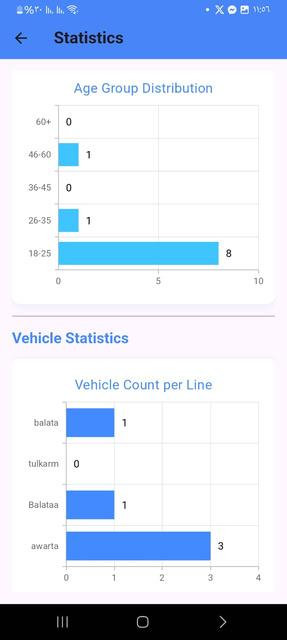 %٣٠ ١١:٥٦
Statistics
Age Group Distribution
60+ 0
46-60 1
36-45 0
26-35 1
18-25 8
0 5 10
Vehicle Statistics
Vehicle Count per Line
balata 1
tulkarm 0
Balataa 1
awarta 3
0 1 2 3 4